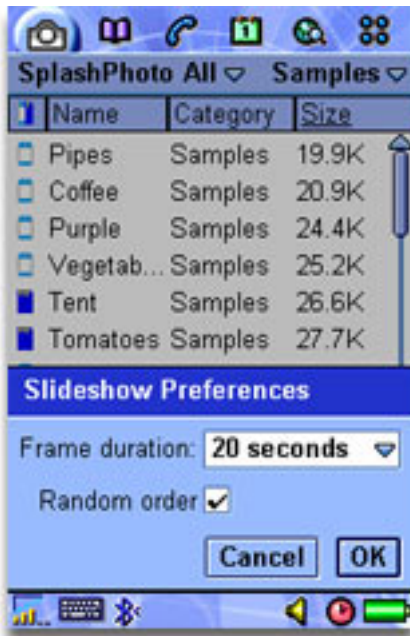 1
SplashPhoto All Samples
Name Category Size
Pipes Samples 19.9K
Coffee Samples 20.9K
Purple Samples 24.4K
Vegetab... Samples 25.2K
Tent Samples 26.6K
Tomatoes Samples 27.7K
Slideshow Preferences
Frame duration: 20 seconds
Random order
Cancel OK